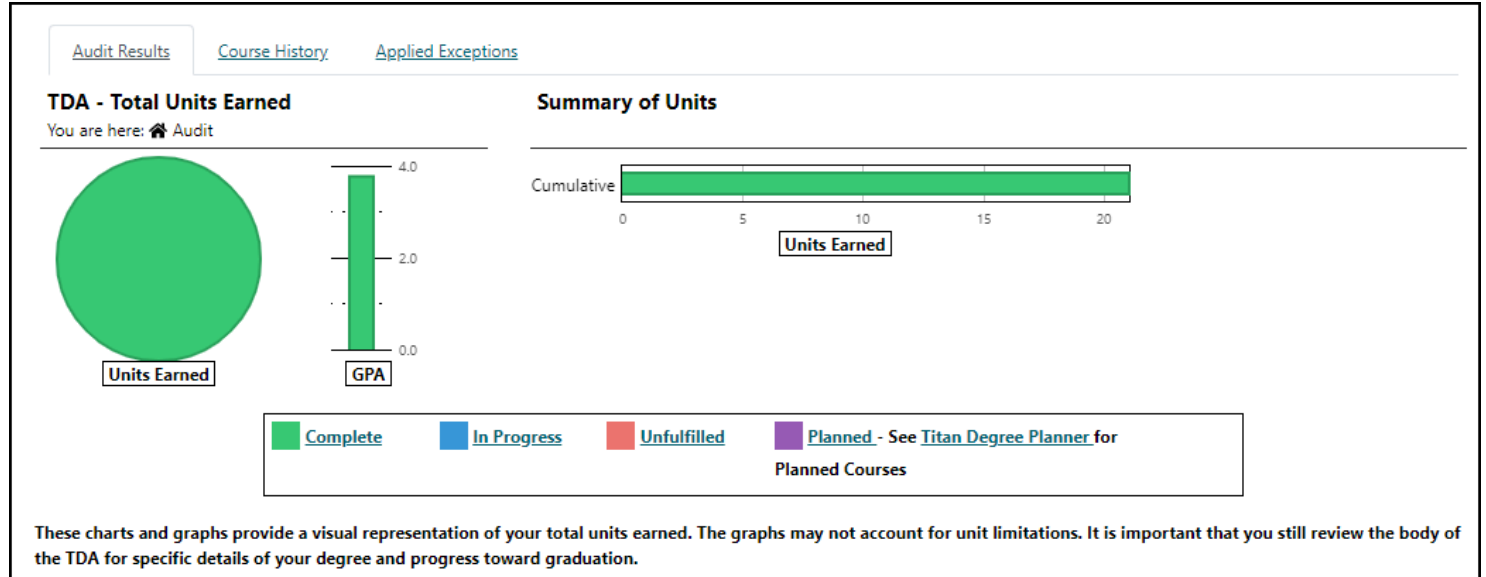 Audit Results Course History Applied Exceptions
TDA - Total Units Earned
You are here: Audit
4.0
2.0
0.0
Units Earned
GPA
Summary of Units
Cumulative
0 5 10 15 20
Units Earned
Complete In Progress Unfulfilled Planned - See Titan Degree Planner for
Planned Courses
These charts and graphs provide a visual representation of your total units earned. The graphs may not account for unit limitations. It is important that you still review the body of
the TDA for specific details of your degree and progress toward graduation.